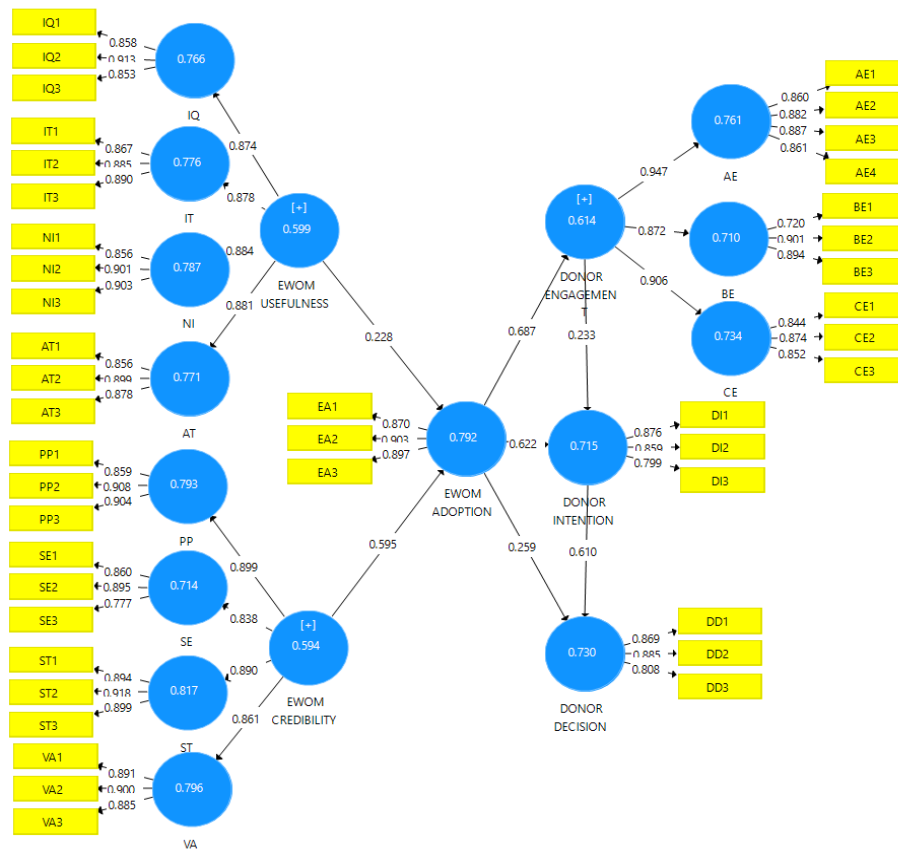 IQ1
IQ2
IQ3
0.858
0.913
0.853
0.766
IQ
IT1
IT2
IT3
0.867
0.885
0.890
0.776
IT
NI1
NI2
NI3
0.856
0.901
0.903
0.787
NI
AT1
AT2
AT3
0.856
0.899
0.878
0.771
AT
0.874
0.878
0.884
0.881
[+]
0.599
EWOM
USEFULNESS
PP1
PP2
PP3
0.859
0.908
0.904
0.793
PP
SE1
SE2
SE3
0.860
0.895
0.777
0.714
SE
ST1
ST2
ST3
0.894
0.918
0.899
0.817
ST
VA1
VA2
VA3
0.891
0.900
0.885
0.796
VA
0.899
0.838
0.890
0.861
[+]
0.594
EWOM
CREDIBILITY
0.228
0.595
EA1
EA2
EA3
0.870
0.903
0.897
0.792
EWOM
ADOPTION
0.687
0.622
0.259
[+]
0.614
DONOR
ENGAGEMEN
T
0.233
0.715
DONOR
INTENTION
0.610
0.730
DONOR
DECISION
0.947
0.872
0.906
0.761
AE
0.860
0.882
0.887
0.861
AE1
AE2
AE3
AE4
0.710
BE
0.720
0.901
0.894
BE1
BE2
BE3
0.734
CE
0.844
0.874
0.852
CE1
CE2
CE3
0.876
0.859
0.799
DI1
DI2
DI3
0.869
0.885
0.808
DD1
DD2
DD3